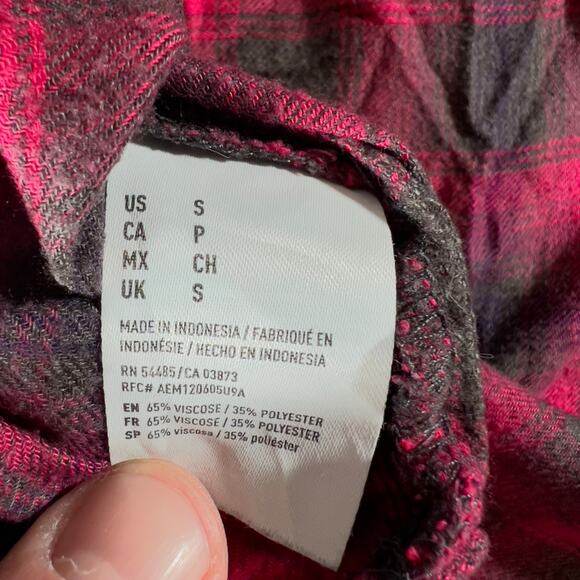 US S
CA P
MX CH
UK S
MADE IN INDONESIA / FABRIQUÉ EN
INDONÉSIE / HECHO EN INDONESIA
RN 54485 / CA 03873
RFC# AEM120605U9A
EN 65% VISCOSE / 35% POLYESTER
FR 65% VISCOSE / 35% POLYESTER
SP 65% viscosa / 35% poliéster